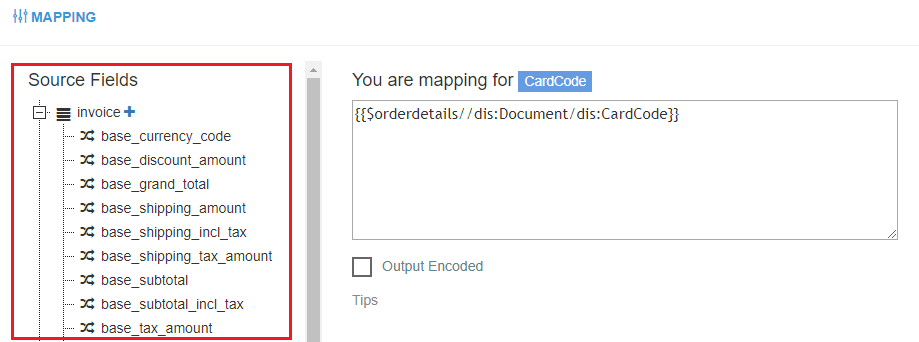 MAPPING
Source Fields
invoice
base_currency_code
base_discount_amount
base_grand_total
base_shipping_amount
base_shipping_incl_tax
base_shipping_tax_amount
base_subtotal
base_subtotal_incl_tax
base_tax_amount
You are mapping for CardCode
{{$orderdetails//dis:Document/dis:CardCode}}
Output Encoded
Tips